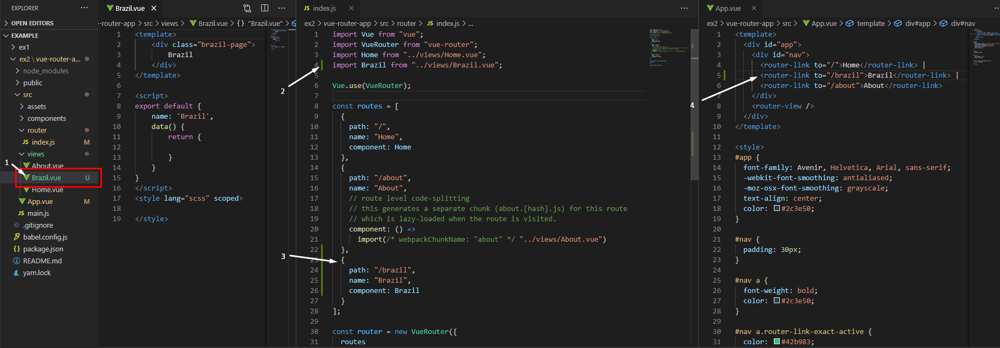 EXPLORER ···
OPEN EDITORS
EXAMPLE
ex1
ex2 \ vue-router-a...
node_modules
public
src
assets
components
router
JS index.js M
views
About.vue
1
Brazil.vue U
Home.vue
App.vue M
JS main.js
.gitignore
babel.config.js
{} package.json
README.md
yarn.lock
Brazil.vue ···
-router-app > src > views > Brazil.vue > {} "Brazil.vue" >
1 <template>
2 <div class="brazil-page">
3 Brazil
4 </div>
5 </template>
6
7 <script>
8 export default {
9 name: 'Brazil',
10 data() {
11 return {
12
13 }
14 }
15 }
16 </script>
17 <style lang="scss" scoped>
18
19 </style>
JS index.js ···
ex2 > vue-router-app > src > router > JS index.js > ...
1 import Vue from "vue";
2 import VueRouter from "vue-router";
3 import Home from "../views/Home.vue";
4 import Brazil from "../views/Brazil.vue";
5
2
6 Vue.use(VueRouter);
7
8 const routes = [
9 {
10 path: "/",
11 name: "Home",
12 component: Home
13 },
14 {
15 path: "/about",
16 name: "About",
17 // route level code-splitting
18 // this generates a separate chunk (about.[hash].js) for this route
19 // which is lazy-loaded when the route is visited.
20 component: () =>
21 import(/* webpackChunkName: "about" */ "../views/About.vue")
22 },
3
23 {
24 path: "/brazil",
25 name: "Brazil",
26 component: Brazil
27 }
28 ];
29
30 const router = new VueRouter({
31 routes
App.vue
ex2 > vue-router-app > src > App.vue > template > div#app > div#nav
1 <template>
2 <div id="app">
3 <div id="nav">
4 <router-link to="/">Home</router-link> |
5 <router-link to="/brazil">Brazil</router-link> |
6 <router-link to="/about">About</router-link>
7 </div>
4
8 <router-view />
9 </div>
10 </template>
11
12 <style>
13 #app {
14 font-family: Avenir, Helvetica, Arial, sans-serif;
15 -webkit-font-smoothing: antialiased;
16 -moz-osx-font-smoothing: grayscale;
17 text-align: center;
18 color: #2c3e50;
19 }
20
21 #nav {
22 padding: 30px;
23 }
24
25 #nav a {
26 font-weight: bold;
27 color: #2c3e50;
28 }
29
30 #nav a.router-link-exact-active {
31 color: #42b983;